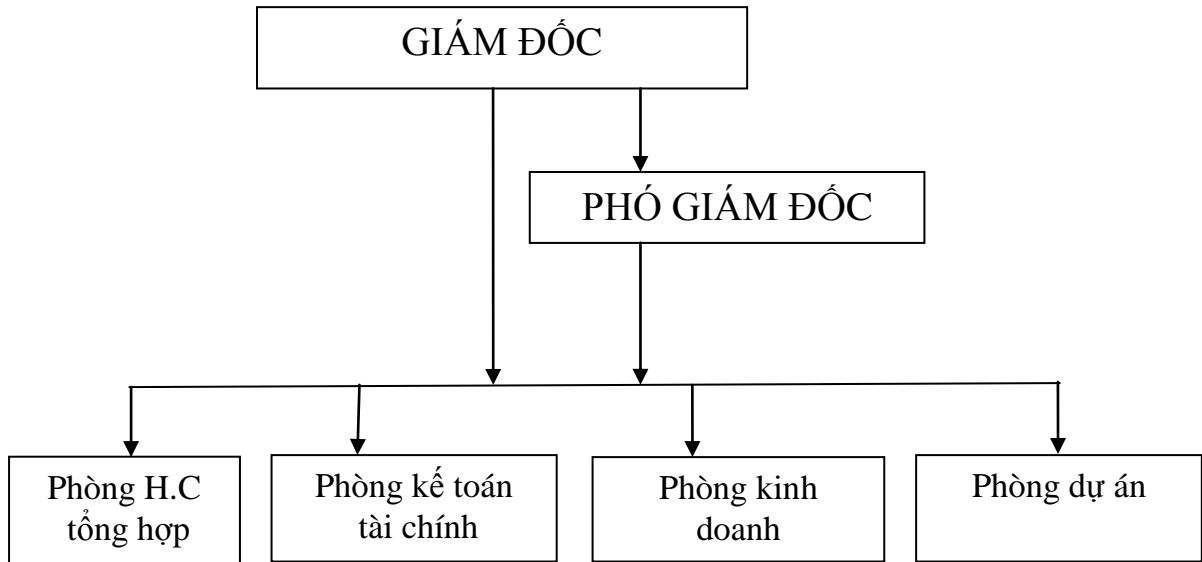 GIÁM ĐỐC
PHÓ GIÁM ĐỐC
Phòng H.C
tổng hợp
Phòng kế toán
tài chính
Phòng kinh
doanh
Phòng dự án